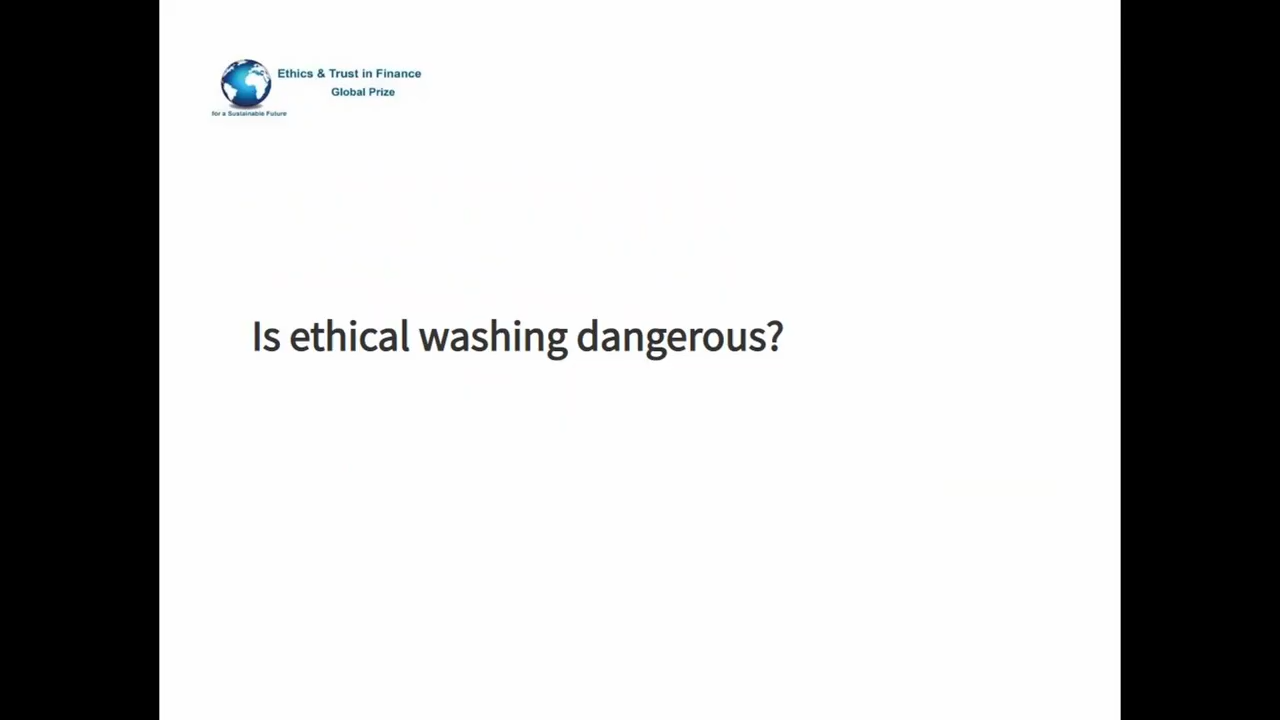 Ethics & Trust in Finance
Global Prize
for a Sustainable Future
Is ethical washing dangerous?